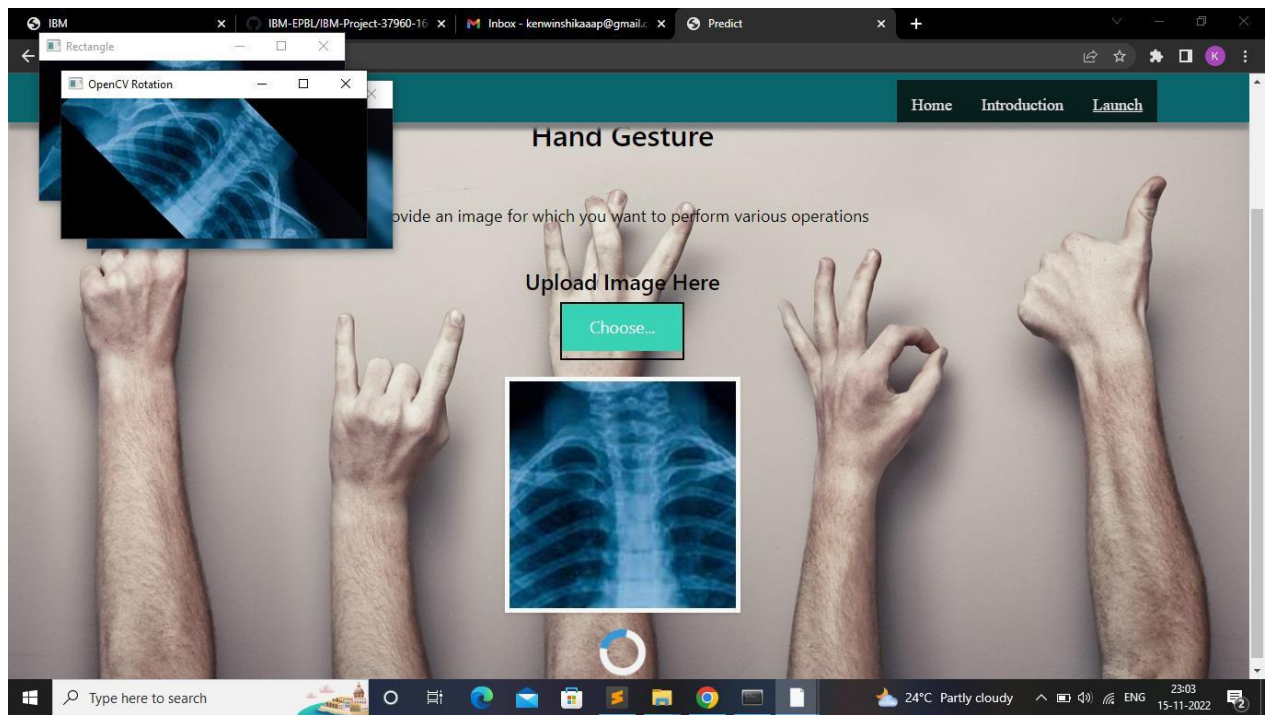 IBM
IBM-EPBL/IBM-Project-37960-16
Inbox - kenwinshikaaap@gmail.c
Predict
Rectangle
OpenCV Rotation
K
Home Introduction Launch
Hand Gesture
ovide an image for which you want to perform various operations
Upload Image Here
Choose...
Type here to search
24°C Partly cloudy
ENG
23:03
15-11-2022
2